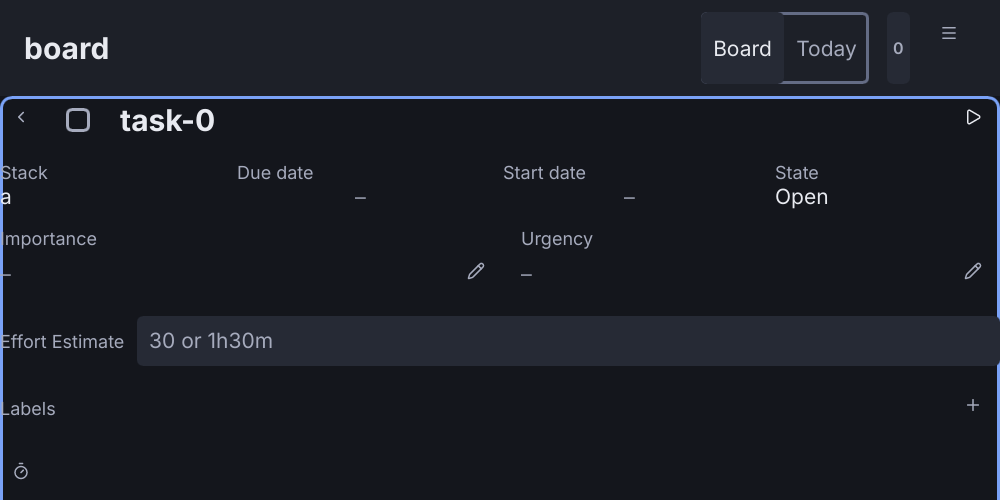 board
Board Today 0
task-0
Stack Due date Start date State
a – – Open
Importance Urgency
– –
Effort Estimate 30 or 1h30m
Labels